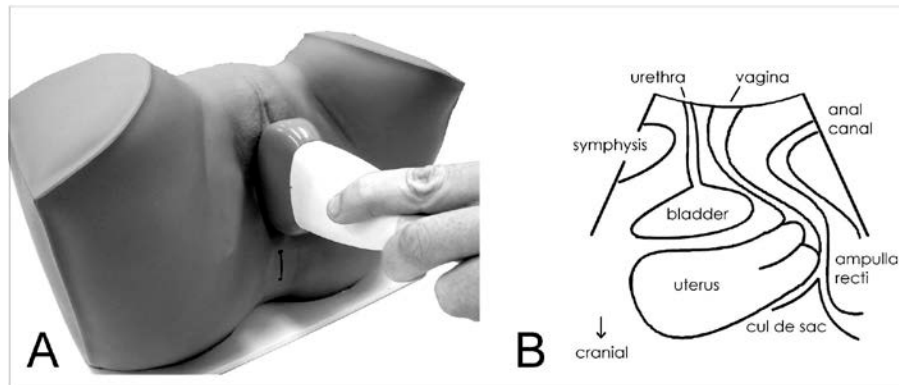 A
urethra
vagina
symphysis
anal
canal
bladder
uterus
ampulla
recti
cul de sac
cranial
B